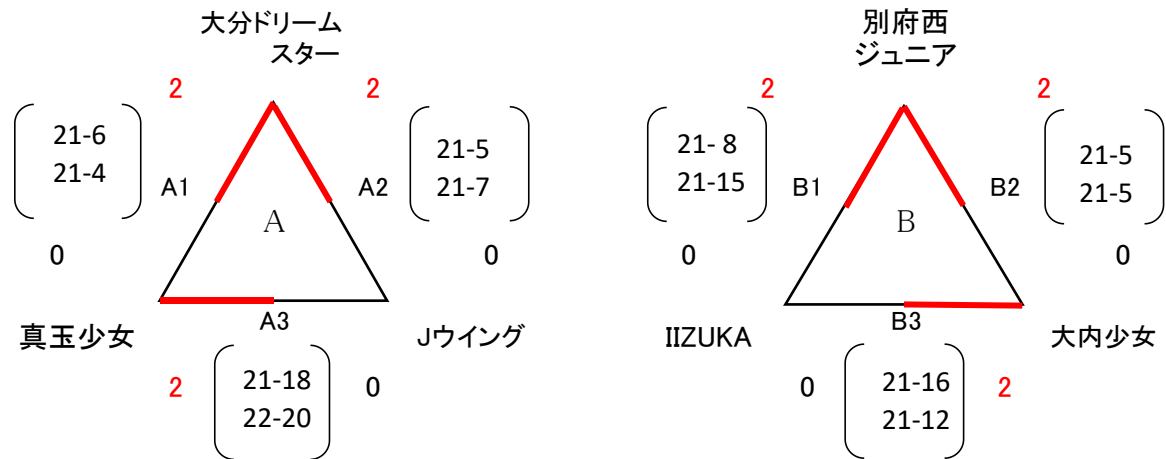 大分ドリーム
スター
2
2
21-6
21-4
A1
A
A2
21-5
21-7
0
0
真玉少女
A3
Jウイング
2
21-18
22-20
0
別府西
ジュニア
2
2
21- 8
21-15
B1
B
B2
21-5
21-5
0
0
IIZUKA
B3
大内少女
0
21-16
21-12
2